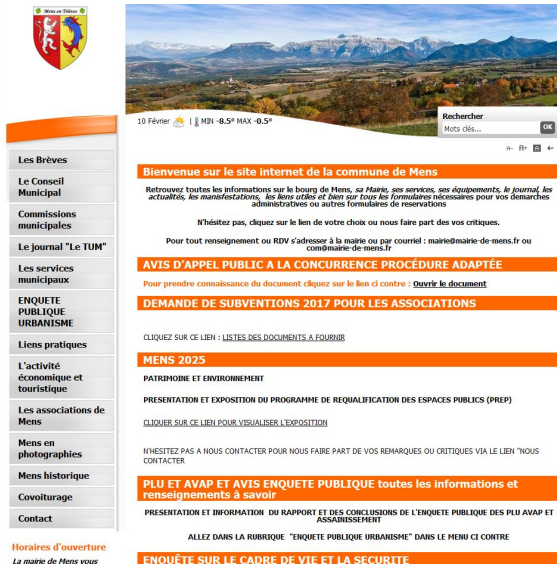 Mens en Trièves
10 Février | MIN -8.5° MAX -0.5°
Rechercher
Mots clés...
OK
A- A+ A
Les Brèves
Le Conseil
Municipal
Commissions
municipales
Le journal "Le TUM"
Les services
municipaux
ENQUETE
PUBLIQUE
URBANISME
Liens pratiques
L'activité
économique et
touristique
Les associations de
Mens
Mens en
photographies
Mens historique
Covoiturage
Contact
Horaires d'ouverture
La mairie de Mens vous
Bienvenue sur le site internet de la commune de Mens
Retrouvez toutes les informations sur le bourg de Mens, sa Mairie, ses services, ses équipements, le journal, les
actualités, les manisfestations, les liens utiles et bien sur tous les formulaires nécessaires pour vos demarches
administratives ou autres formulaires de reservations
N'hésitez pas, cliquez sur le lien de votre choix ou nous faire part des vos critiques.
Pour tout renseignement ou RDV s'adresser à la mairie ou par courriel : mairie@mairie-de-mens.fr ou
com@mairie-de-mens.fr
AVIS D'APPEL PUBLIC A LA CONCURRENCE PROCÉDURE ADAPTÉE
Pour prendre connaissance du document cliquez sur le lien ci contre : Ouvrir le document
DEMANDE DE SUBVENTIONS 2017 POUR LES ASSOCIATIONS
CLIQUEZ SUR CE LIEN : LISTES DES DOCUMENTS A FOURNIR
MENS 2025
PATRIMOINE ET ENVIRONNEMENT
PRESENTATION ET EXPOSITION DU PROGRAMME DE REQUALIFICATION DES ESPACES PUBLICS (PREP)
CLIQUER SUR CE LIEN POUR VISUALISER L'EXPOSITION
N'HESITEZ PAS A NOUS CONTACTER POUR NOUS FAIRE PART DE VOS REMARQUES OU CRITIQUES VIA LE LIEN "NOUS
CONTACTER
PLU ET AVAP ET AVIS ENQUETE PUBLIQUE toutes les informations et
renseignements à savoir
PRESENTATION ET INFORMATION DU RAPPORT ET DES CONCLUSIONS DE L'ENQUETE PUBLIQUE DES PLU AVAP ET
ASSAINISSEMENT
ALLEZ DANS LA RUBRIQUE "ENQUETE PUBLIQUE URBANISME" DANS LE MENU CI CONTRE
ENQUÊTE SUR LE CADRE DE VIE ET LA SECURITE